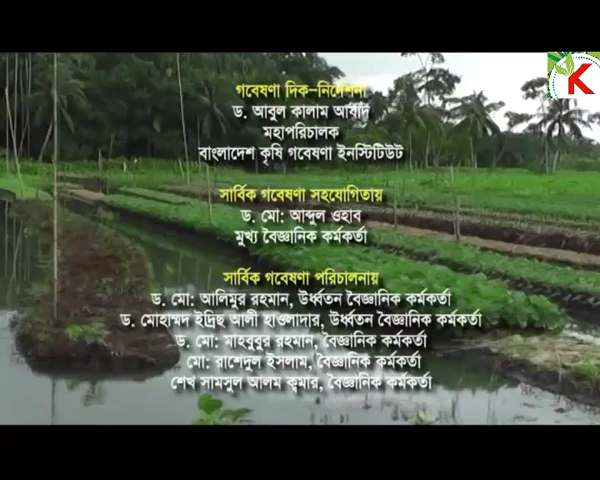 গবেষণা দিক-নির্দেশনা
ড. আবুল কালাম আযাদ
মহাপরিচালক
বাংলাদেশ কৃষি গবেষণা ইনস্টিটিউট
সার্বিক গবেষণা সহযোগিতায়
ড. মো: আব্দুল ওহাব
মুখ্য বৈজ্ঞানিক কর্মকর্তা
সার্বিক গবেষণা পরিচালনায়
ড. মো: আলিমুর রহমান, উর্ধ্বতন বৈজ্ঞানিক কর্মকর্তা
ড. মোহাম্মদ ইদ্রিছ আলী হাওলাদার, উর্ধ্বতন বৈজ্ঞানিক কর্মকর্তা
ড. মো: মাহবুবুর রহমান, বৈজ্ঞানিক কর্মকর্তা
মো: রাশেদুল ইসলাম, বৈজ্ঞানিক কর্মকর্তা
শেখ সামসুল আলম কুমার, বৈজ্ঞানিক কর্মকর্তা
K